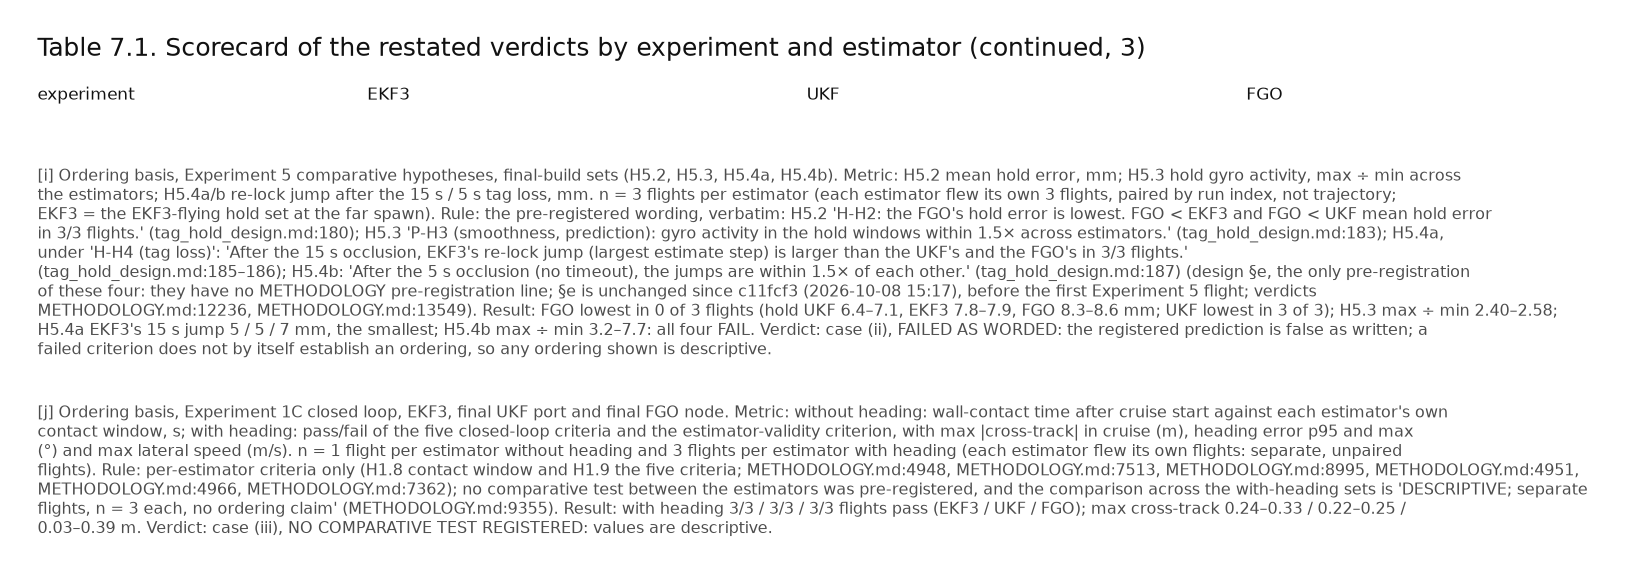 Table 7.1. Scorecard of the restated verdicts by experiment and estimator (continued, 3)
experiment EKF3 UKF FGO
[i] Ordering basis, Experiment 5 comparative hypotheses, final-build sets (H5.2, H5.3, H5.4a, H5.4b). Metric: H5.2 mean hold error, mm; H5.3 hold gyro activity, max ÷ min across
the estimators; H5.4a/b re-lock jump after the 15 s / 5 s tag loss, mm. n = 3 flights per estimator (each estimator flew its own 3 flights, paired by run index, not trajectory;
EKF3 = the EKF3-flying hold set at the far spawn). Rule: the pre-registered wording, verbatim: H5.2 'H-H2: the FGO's hold error is lowest. FGO < EKF3 and FGO < UKF mean hold error
in 3/3 flights.' (tag_hold_design.md:180); H5.3 'P-H3 (smoothness, prediction): gyro activity in the hold windows within 1.5× across estimators.' (tag_hold_design.md:183); H5.4a,
under 'H-H4 (tag loss)': 'After the 15 s occlusion, EKF3's re-lock jump (largest estimate step) is larger than the UKF's and the FGO's in 3/3 flights.'
(tag_hold_design.md:185–186); H5.4b: 'After the 5 s occlusion (no timeout), the jumps are within 1.5× of each other.' (tag_hold_design.md:187) (design §e, the only pre-registration
of these four: they have no METHODOLOGY pre-registration line; §e is unchanged since c11fcf3 (2026-10-08 15:17), before the first Experiment 5 flight; verdicts
METHODOLOGY.md:12236, METHODOLOGY.md:13549). Result: FGO lowest in 0 of 3 flights (hold UKF 6.4–7.1, EKF3 7.8–7.9, FGO 8.3–8.6 mm; UKF lowest in 3 of 3); H5.3 max ÷ min 2.40–2.58;
H5.4a EKF3's 15 s jump 5 / 5 / 7 mm, the smallest; H5.4b max ÷ min 3.2–7.7: all four FAIL. Verdict: case (ii), FAILED AS WORDED: the registered prediction is false as written; a
failed criterion does not by itself establish an ordering, so any ordering shown is descriptive.
[j] Ordering basis, Experiment 1C closed loop, EKF3, final UKF port and final FGO node. Metric: without heading: wall-contact time after cruise start against each estimator's own
contact window, s; with heading: pass/fail of the five closed-loop criteria and the estimator-validity criterion, with max |cross-track| in cruise (m), heading error p95 and max
(°) and max lateral speed (m/s). n = 1 flight per estimator without heading and 3 flights per estimator with heading (each estimator flew its own flights: separate, unpaired
flights). Rule: per-estimator criteria only (H1.8 contact window and H1.9 the five criteria; METHODOLOGY.md:4948, METHODOLOGY.md:7513, METHODOLOGY.md:8995, METHODOLOGY.md:4951,
METHODOLOGY.md:4966, METHODOLOGY.md:7362); no comparative test between the estimators was pre-registered, and the comparison across the with-heading sets is 'DESCRIPTIVE; separate
flights, n = 3 each, no ordering claim' (METHODOLOGY.md:9355). Result: with heading 3/3 / 3/3 / 3/3 flights pass (EKF3 / UKF / FGO); max cross-track 0.24–0.33 / 0.22–0.25 /
0.03–0.39 m. Verdict: case (iii), NO COMPARATIVE TEST REGISTERED: values are descriptive.